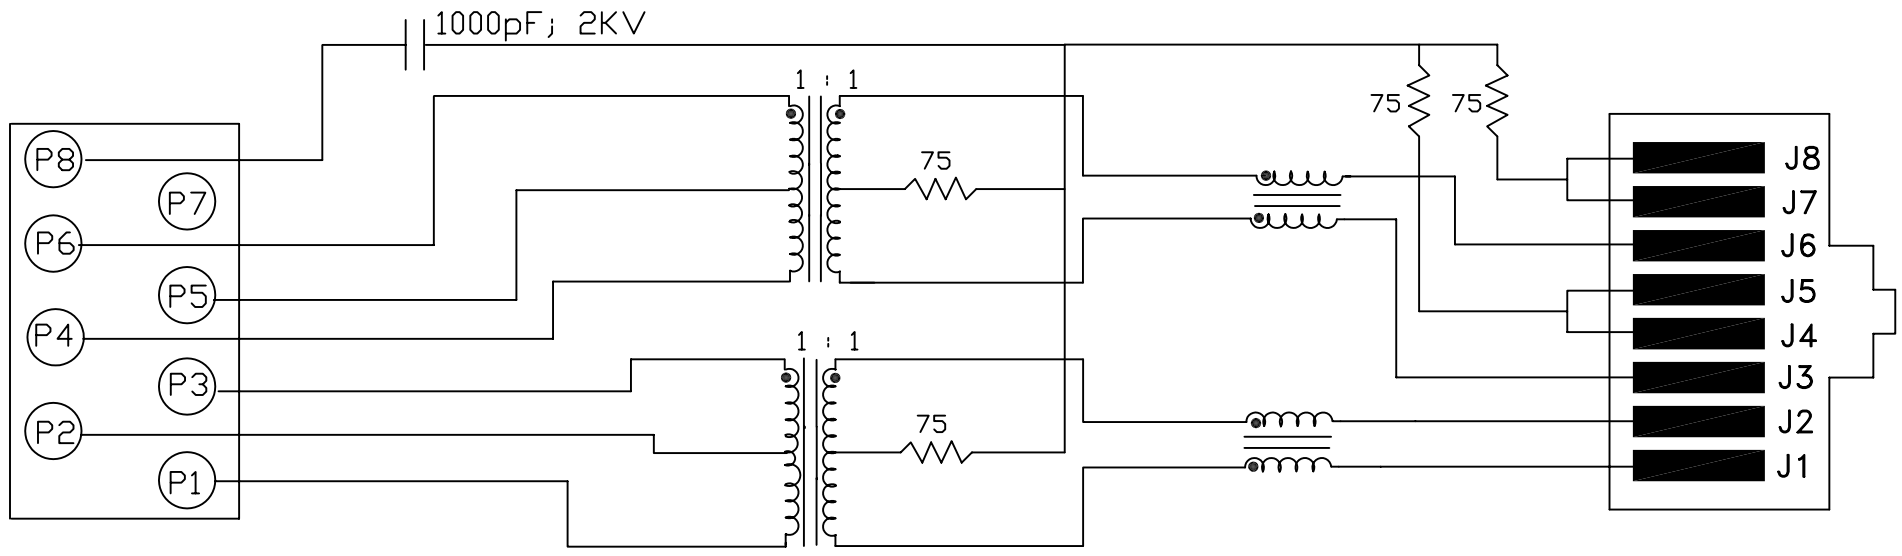 1000pF; 2KV
1 : 1
75 75
P8 J8
75
P7 J7
P6 J6
P5 J5
P4 J4
1 : 1
P3 J3
75
P2 J2
P1 J1